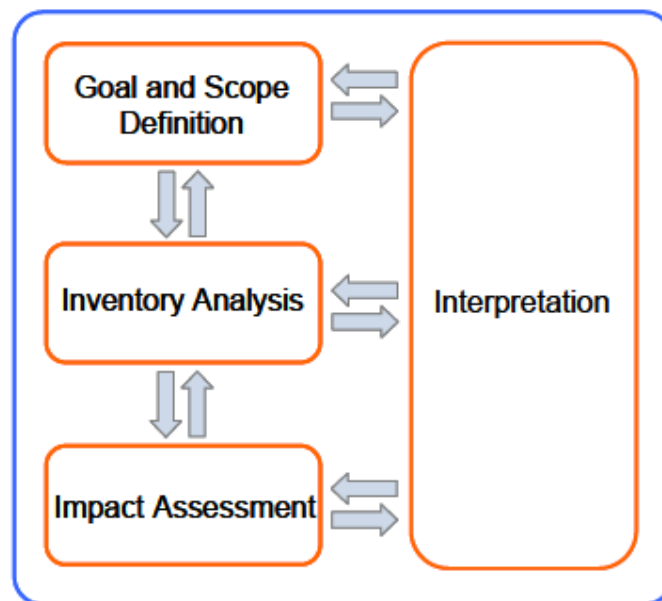 Goal and Scope
Definition
Inventory Analysis
Interpretation
Impact Assessment